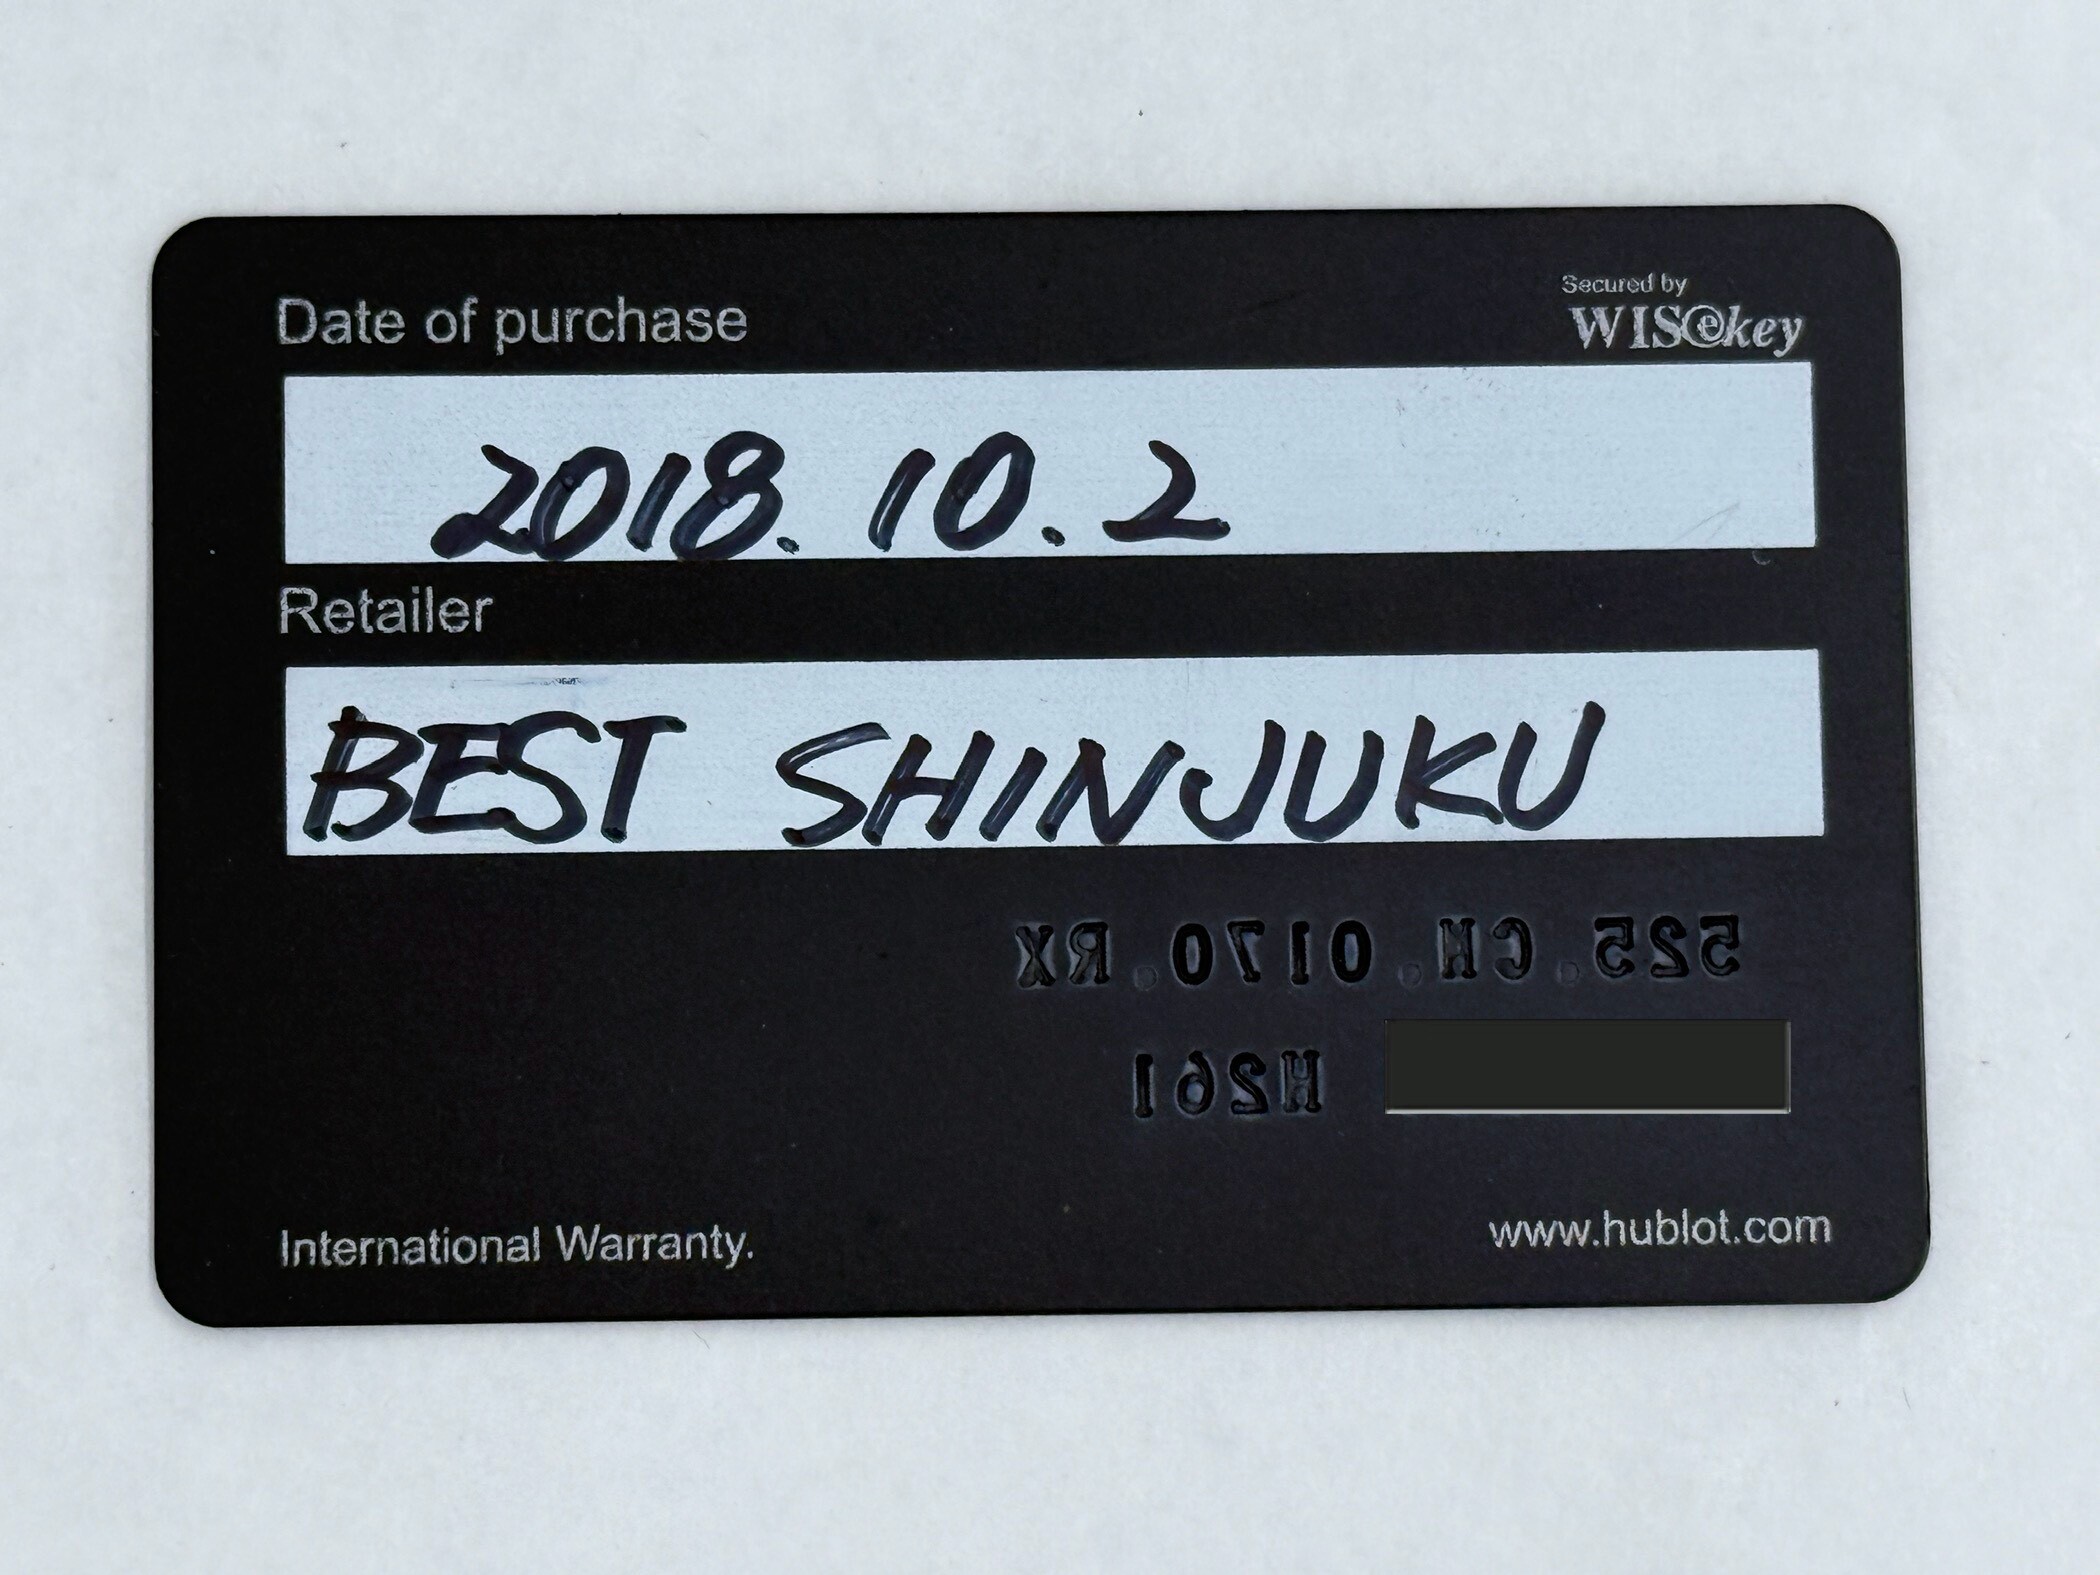 Date of purchase
Secured by
WISekey
2018. 10. 2
Retailer
BEST SHINJUKU
525.CH.0170.RX
H261
International Warranty.
www.hublot.com